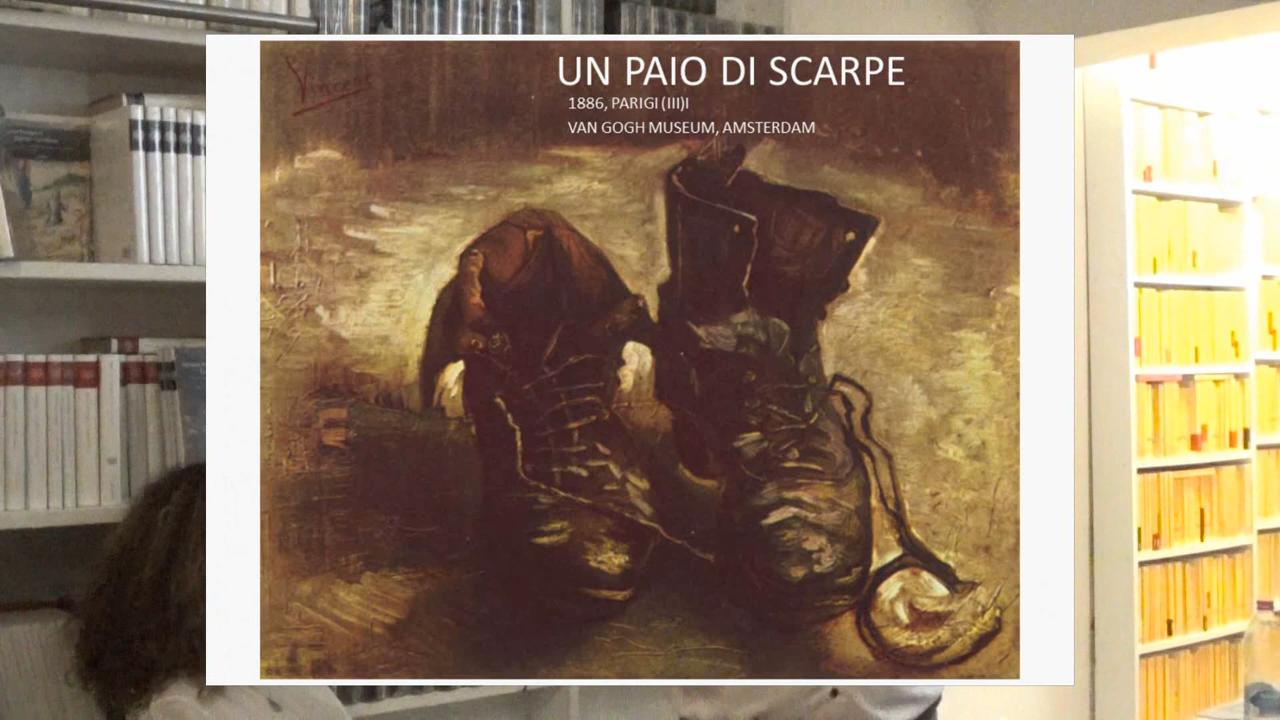 Vincent
UN PAIO DI SCARPE
1886, PARIGI (III)I
VAN GOGH MUSEUM, AMSTERDAM